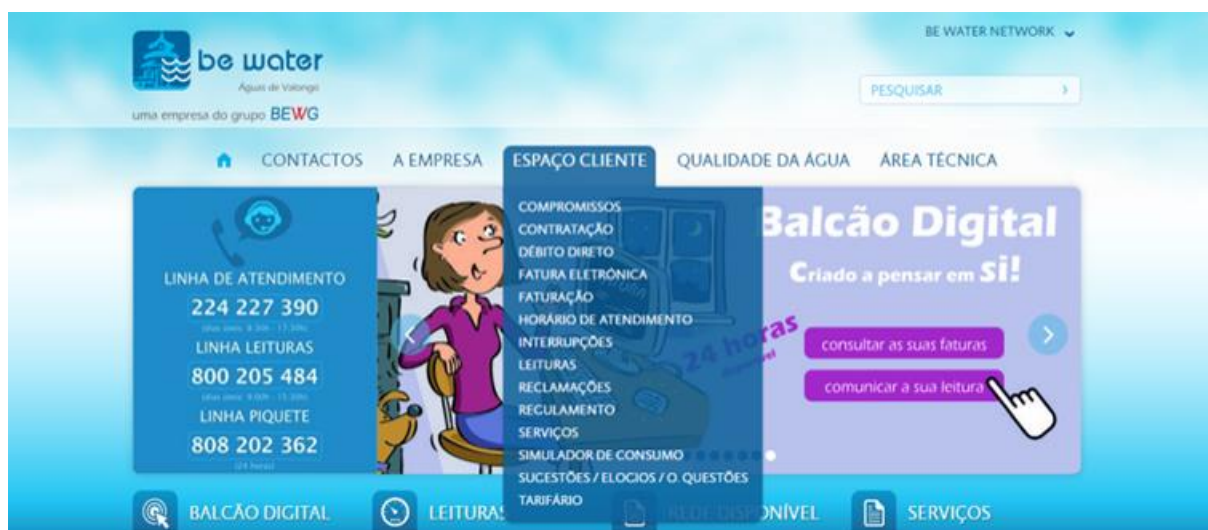 BE WATER NETWORK
be water
Águas de Valongo
uma empresa do grupo BEWG
PESQUISAR
CONTACTOS
A EMPRESA
ESPAÇO CLIENTE
QUALIDADE DA ÁGUA
ÁREA TÉCNICA
LINHA DE ATENDIMENTO
224 227 390
LINHA LEITURAS
800 205 484
LINHA PIQUETE
808 202 362
(24 horas)
COMPROMISSOS
CONTRATAÇÃO
DÉBITO DIRETO
FATURA ELETRÓNICA
FATURAÇÃO
HORÁRIO DE ATENDIMENTO
INTERRUPÇÕES
LEITURAS
RECLAMAÇÕES
REGULAMENTO
SERVIÇOS
SIMULADOR DE CONSUMO
SUGESTÕES / ELOGIOS / O. QUESTÕES
TARIFÁRIO
Balcão Digital
Criado a pensar em Si!
24 horas
consultar as suas faturas
comunicar a sua leitura
BALCÃO DIGITAL
LEITURAS
REDE DISPONÍVEL
SERVIÇOS